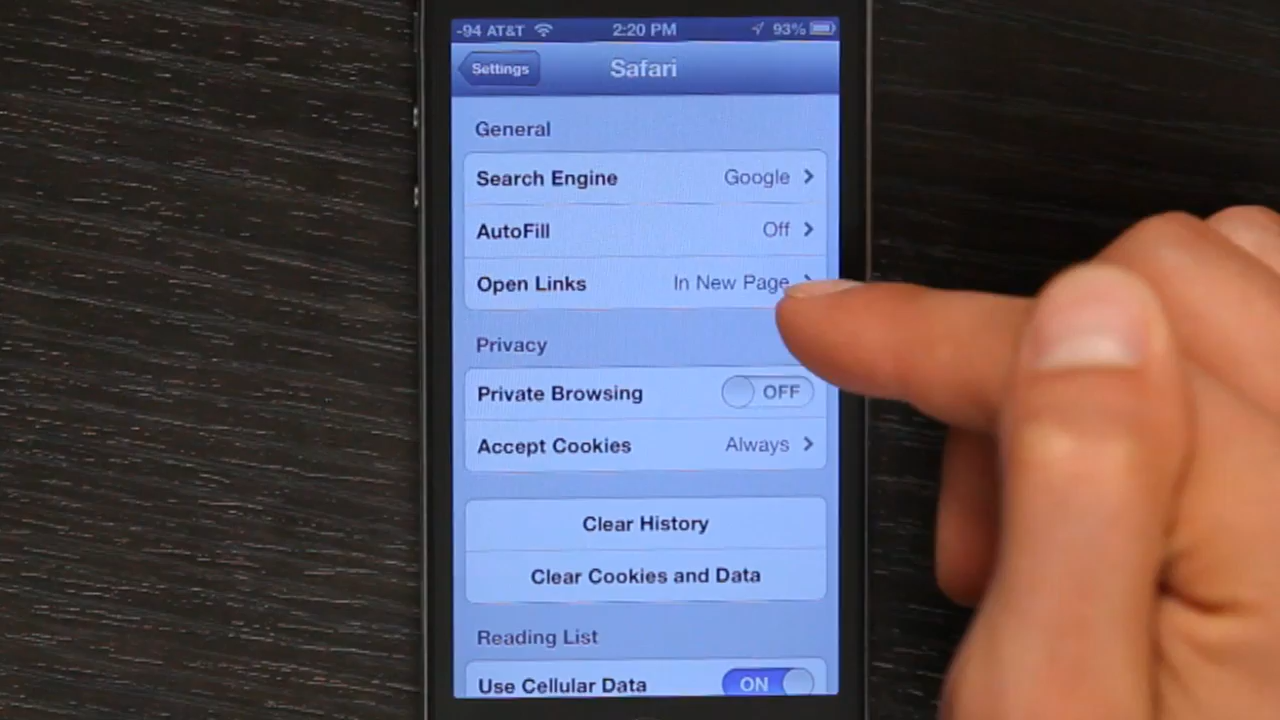 -94 AT&T 2:20 PM 93%
Settings Safari
General
Search Engine Google
AutoFill Off
Open Links In New Page
Privacy
Private Browsing OFF
Accept Cookies Always
Clear History
Clear Cookies and Data
Reading List
Use Cellular Data ON